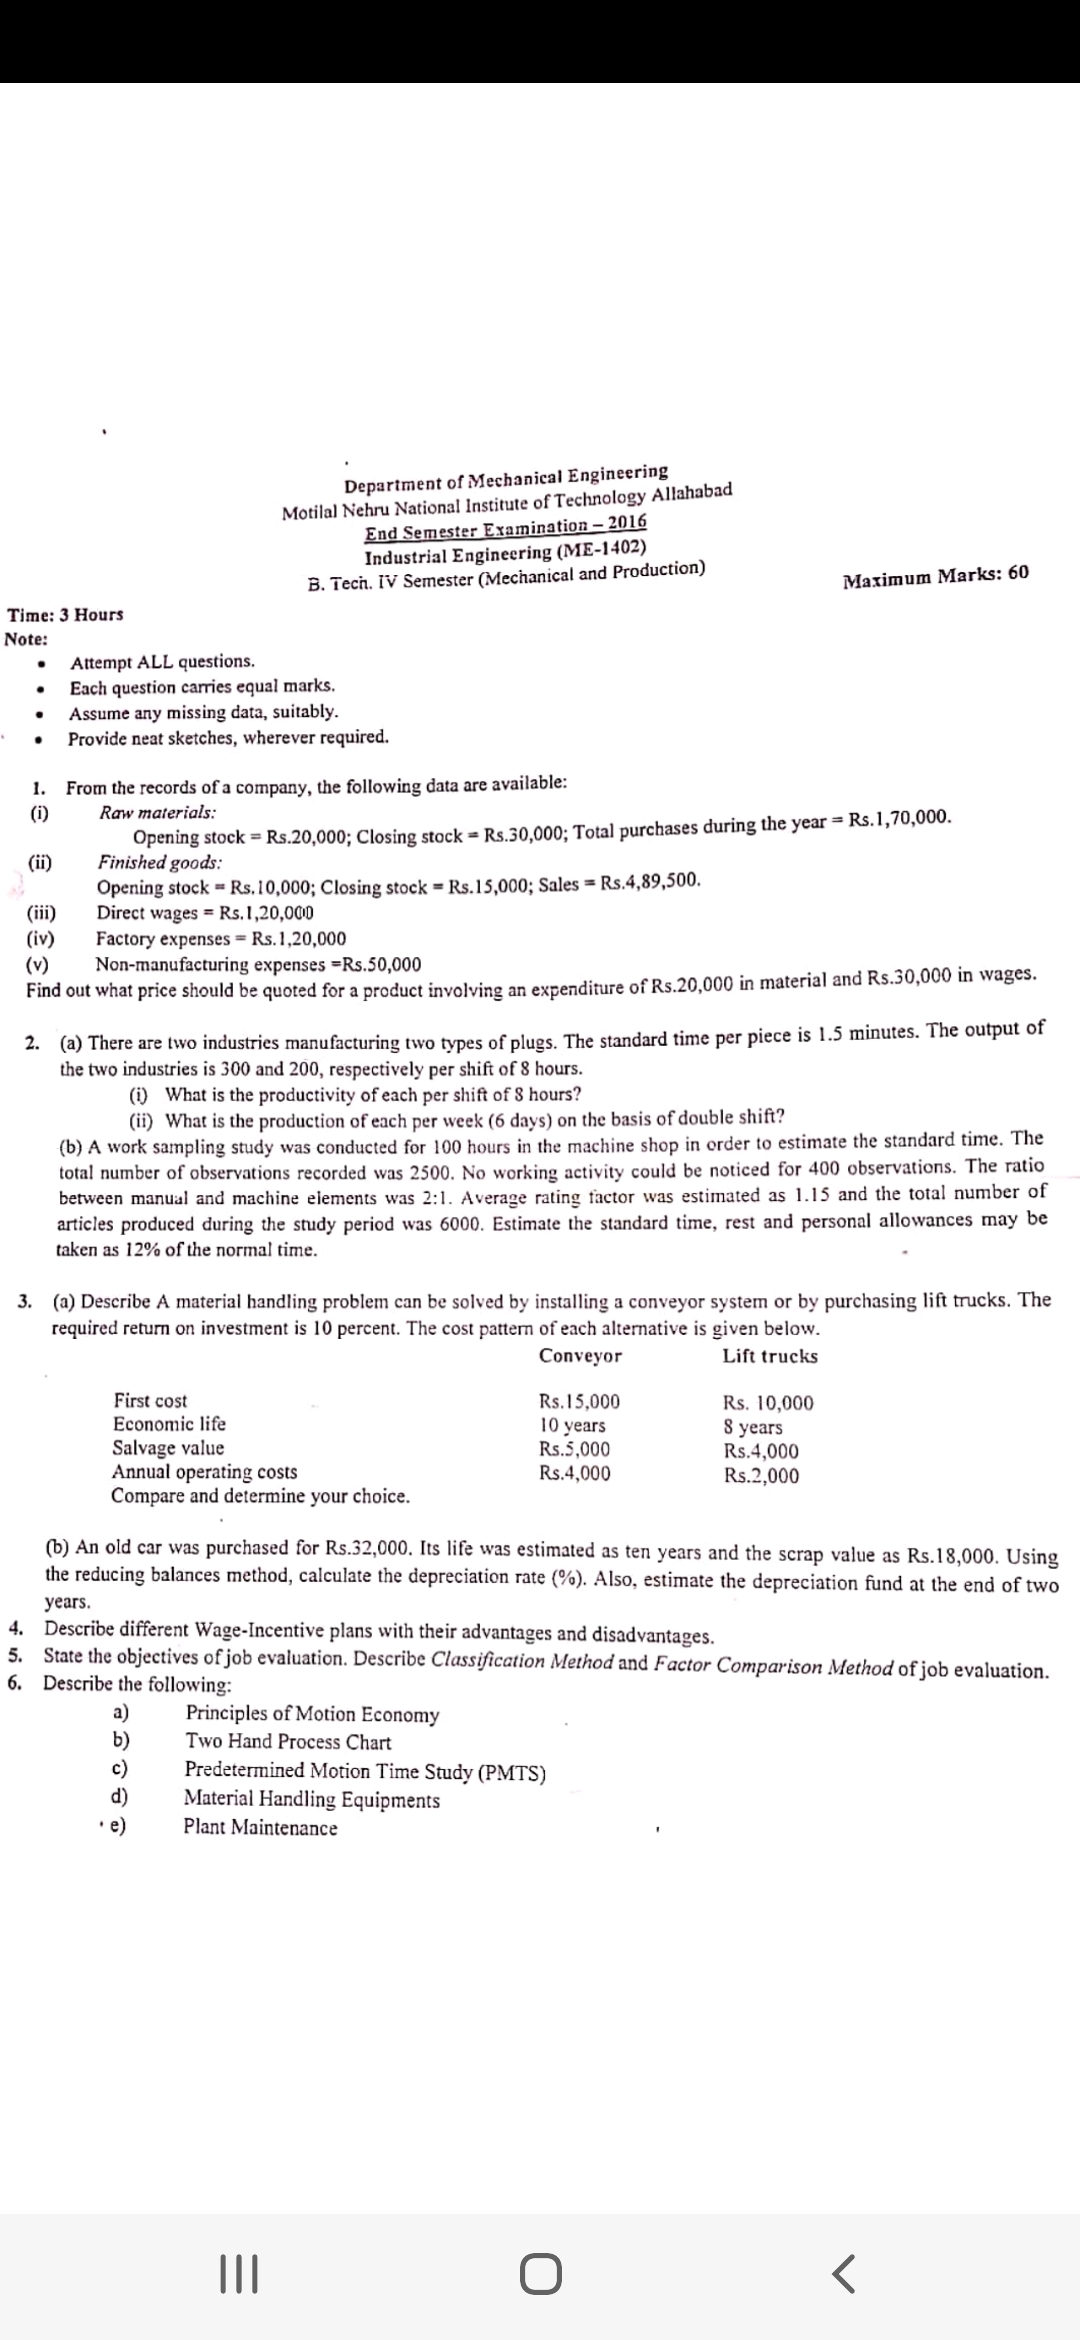 Department of Mechanical Engineering
Motilal Nehru National Institute of Technology Allahabad
End Semester Examination – 2016
Industrial Engineering (ME-1402)
B. Tech. IV Semester (Mechanical and Production)
Maximum Marks: 60
Time: 3 Hours
Note:
• Attempt ALL questions.
• Each question carries equal marks.
• Assume any missing data, suitably.
• Provide neat sketches, wherever required.
1. From the records of a company, the following data are available:
(i) Raw materials:
Opening stock = Rs.20,000; Closing stock = Rs.30,000; Total purchases during the year = Rs.1,70,000.
(ii) Finished goods:
Opening stock = Rs.10,000; Closing stock = Rs.15,000; Sales = Rs.4,89,500.
(iii) Direct wages = Rs.1,20,000
(iv) Factory expenses = Rs.1,20,000
(v) Non-manufacturing expenses =Rs.50,000
Find out what price should be quoted for a product involving an expenditure of Rs.20,000 in material and Rs.30,000 in wages.
2. (a) There are two industries manufacturing two types of plugs. The standard time per piece is 1.5 minutes. The output of
the two industries is 300 and 200, respectively per shift of 8 hours.
(i) What is the productivity of each per shift of 8 hours?
(ii) What is the production of each per week (6 days) on the basis of double shift?
(b) A work sampling study was conducted for 100 hours in the machine shop in order to estimate the standard time. The
total number of observations recorded was 2500. No working activity could be noticed for 400 observations. The ratio
between manual and machine elements was 2:1. Average rating factor was estimated as 1.15 and the total number of
articles produced during the study period was 6000. Estimate the standard time, rest and personal allowances may be
taken as 12% of the normal time.
3. (a) Describe A material handling problem can be solved by installing a conveyor system or by purchasing lift trucks. The
required return on investment is 10 percent. The cost pattern of each alternative is given below.
Conveyor Lift trucks
First cost Rs.15,000 Rs. 10,000
Economic life 10 years 8 years
Salvage value Rs.5,000 Rs.4,000
Annual operating costs Rs.4,000 Rs.2,000
Compare and determine your choice.
(b) An old car was purchased for Rs.32,000. Its life was estimated as ten years and the scrap value as Rs.18,000. Using
the reducing balances method, calculate the depreciation rate (%). Also, estimate the depreciation fund at the end of two
years.
4. Describe different Wage-Incentive plans with their advantages and disadvantages.
5. State the objectives of job evaluation. Describe Classification Method and Factor Comparison Method of job evaluation.
6. Describe the following:
a) Principles of Motion Economy
b) Two Hand Process Chart
c) Predetermined Motion Time Study (PMTS)
d) Material Handling Equipments
e) Plant Maintenance